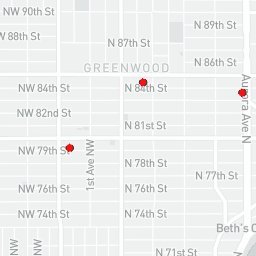 NW 90th St
N 89th St
W 88th St
N 87th St
N 86th St
GREENWOOD
NW 84th St
N 84th St
Aurora Ave N
NW 82nd St
N 81st St
NW 79th St
1st Ave NW
N 78th St
N 77th St
NW 76th St
N 76th St
NW 74th St
N 74th St
Beth's C
N 71st St